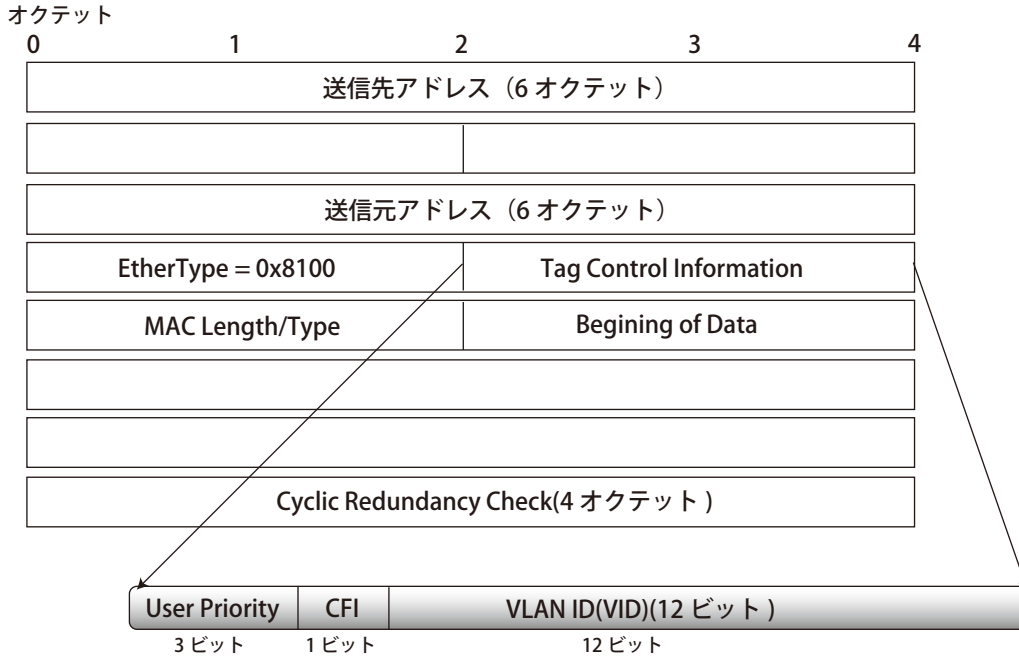 オクテット
0 1 2 3 4
送信先アドレス（6 オクテット）
送信元アドレス（6 オクテット）
EtherType = 0x8100 Tag Control Information
MAC Length/Type Begining of Data
Cyclic Redundancy Check(4 オクテット )
User Priority CFI VLAN ID(VID)(12 ビット )
3 ビット 1 ビット 12 ビット